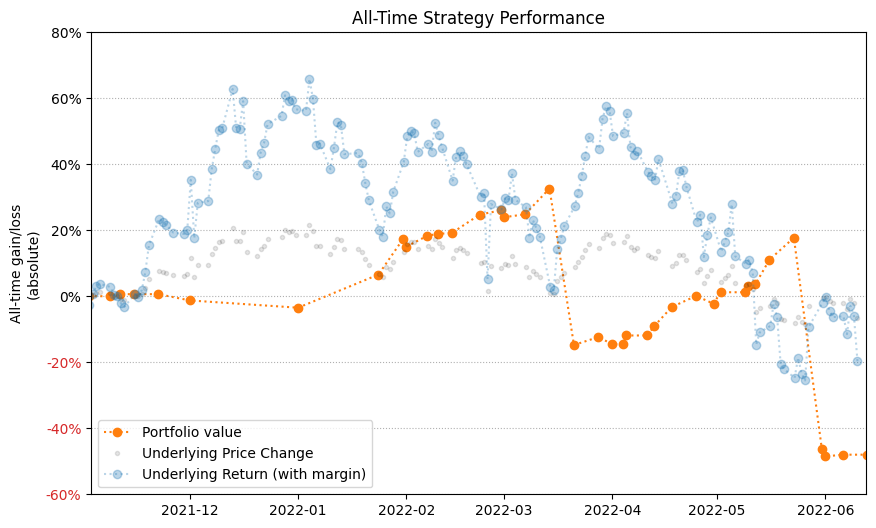 All-Time Strategy Performance
All-time gain/loss
(absolute)
80%
60%
40%
20%
0%
-20%
-40%
-60%
Portfolio value
Underlying Price Change
Underlying Return (with margin)
2021-12
2022-01
2022-02
2022-03
2022-04
2022-05
2022-06